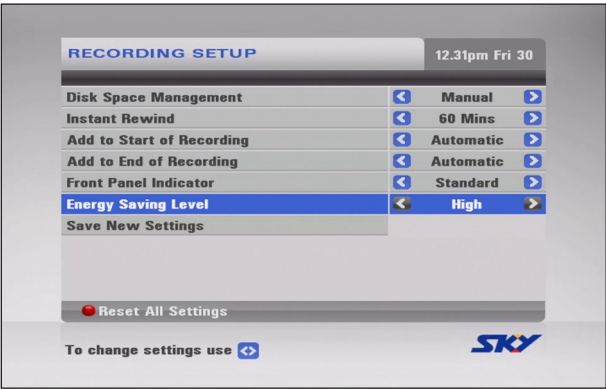 RECORDING SETUP 12.31pm Fri 30
Disk Space Management Manual
Instant Rewind 60 Mins
Add to Start of Recording Automatic
Add to End of Recording Automatic
Front Panel Indicator Standard
Energy Saving Level High
Save New Settings
Reset All Settings
To change settings use
SKY